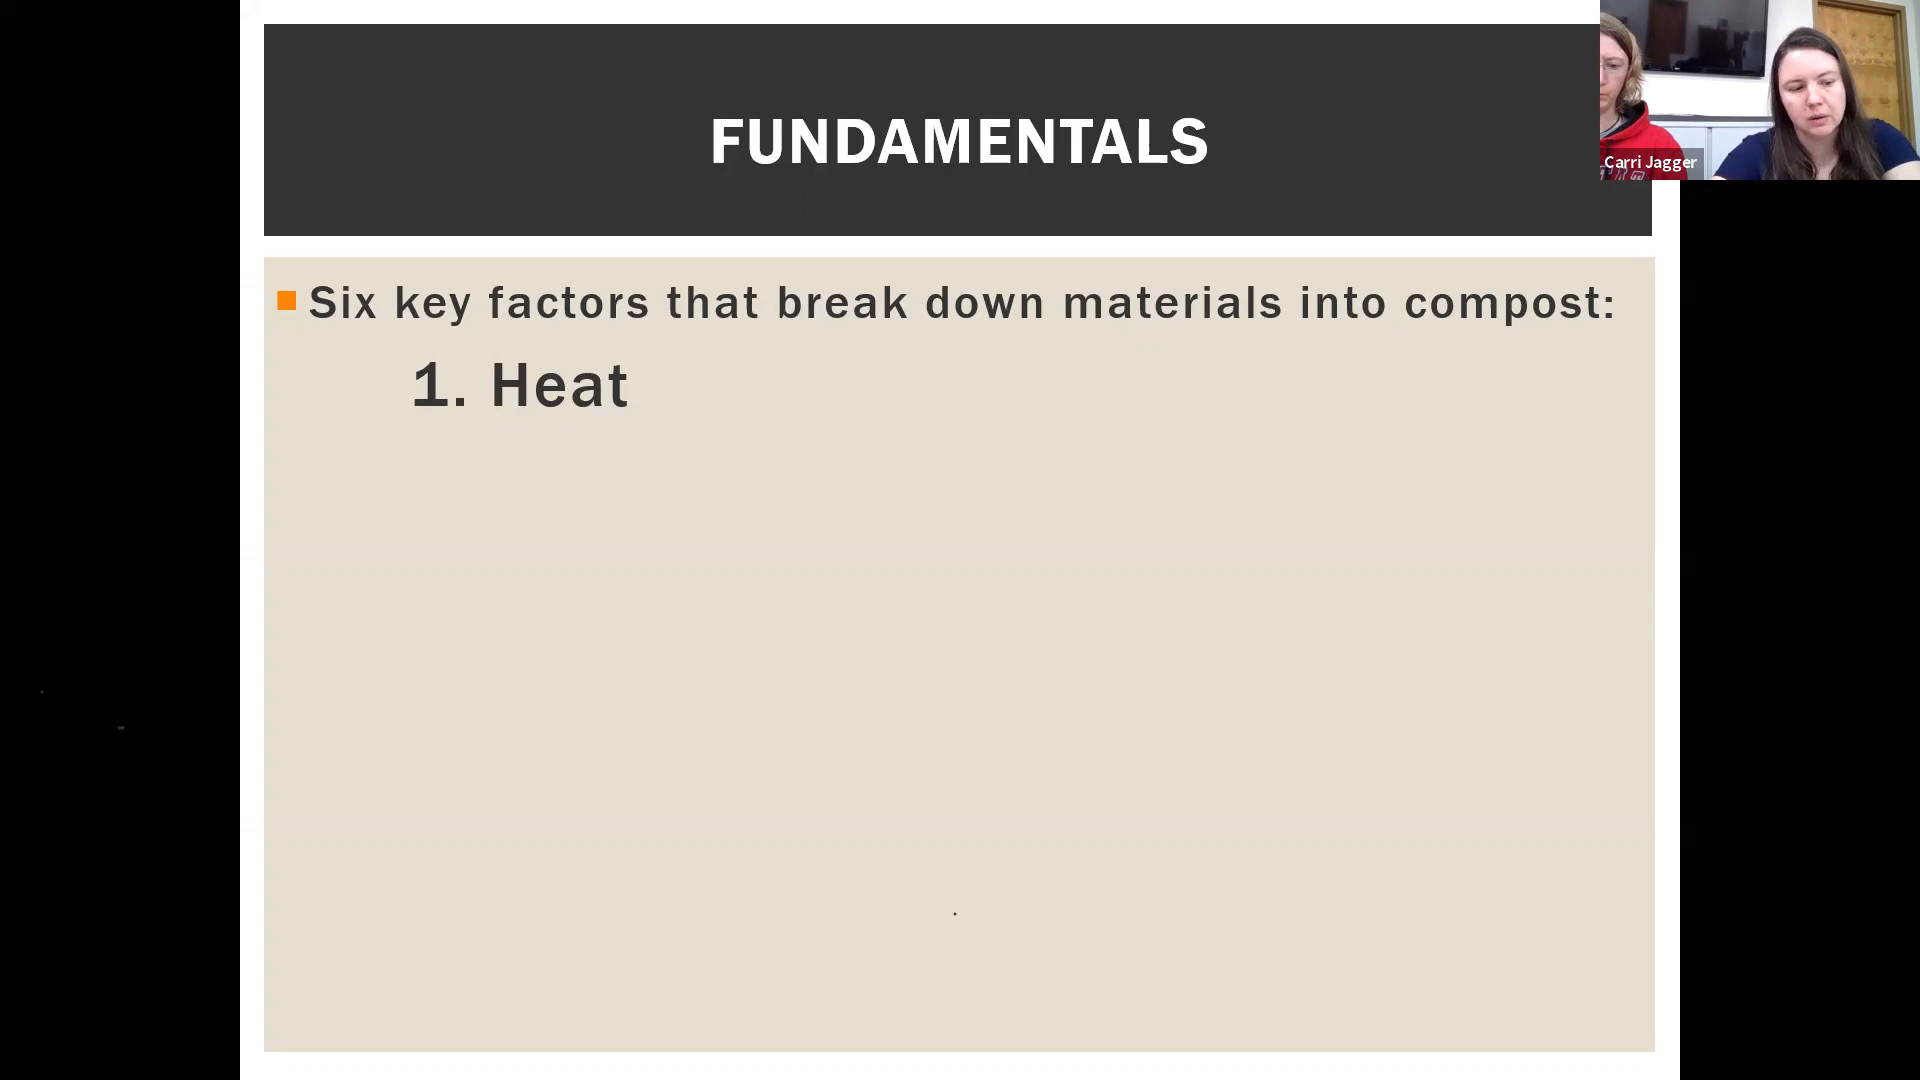 FUNDAMENTALS
Carri Jagger
Six key factors that break down materials into compost:
1. Heat